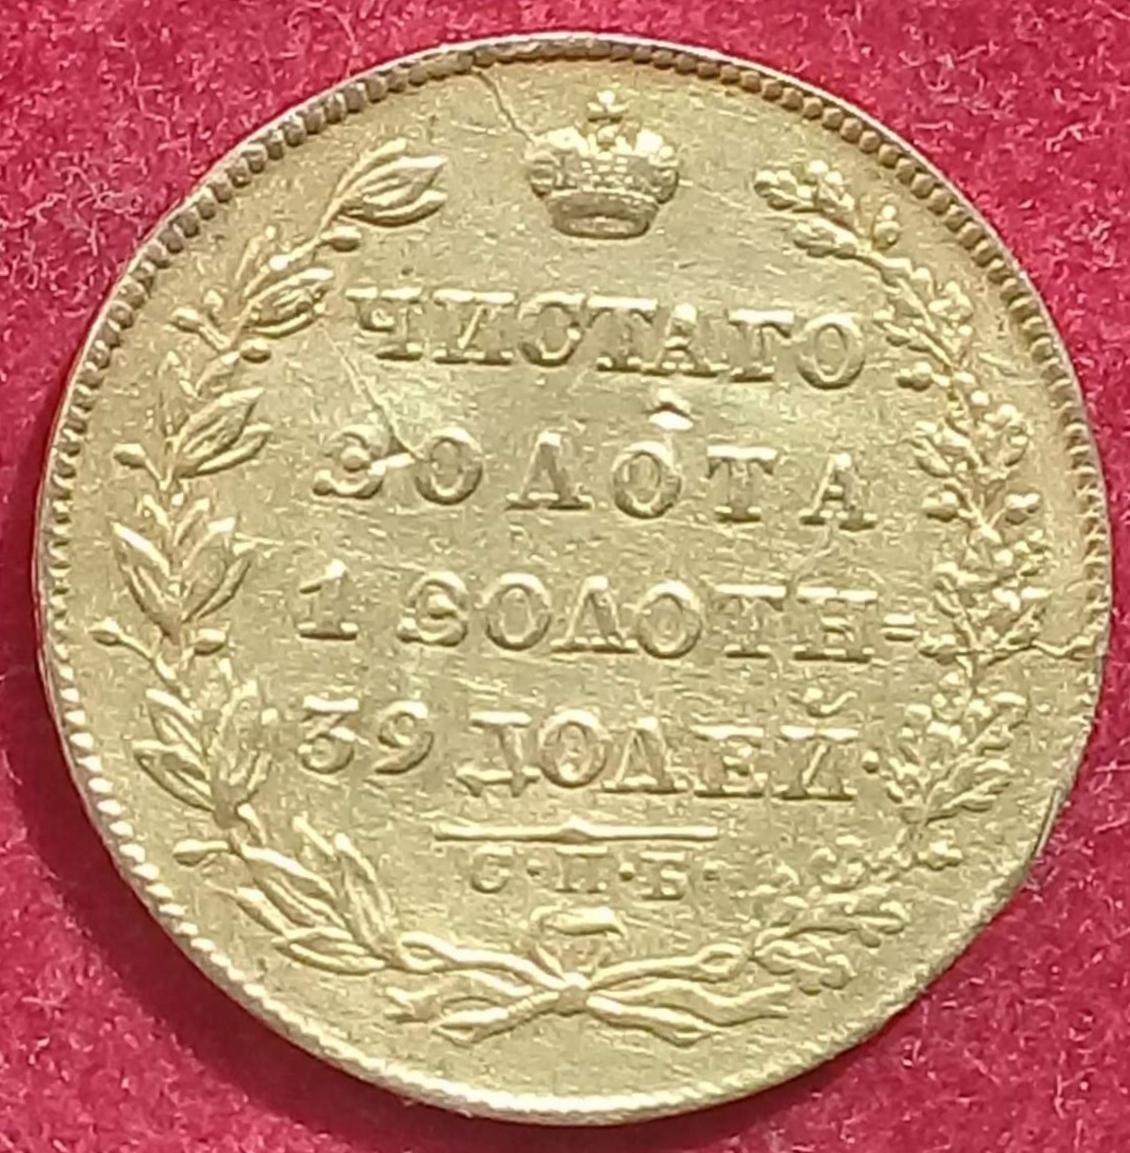 ЧИСТАГО
ЗОЛОТА
1 ЗОЛОТН=
39 ДОЛЕЙ·
С·П·Б·